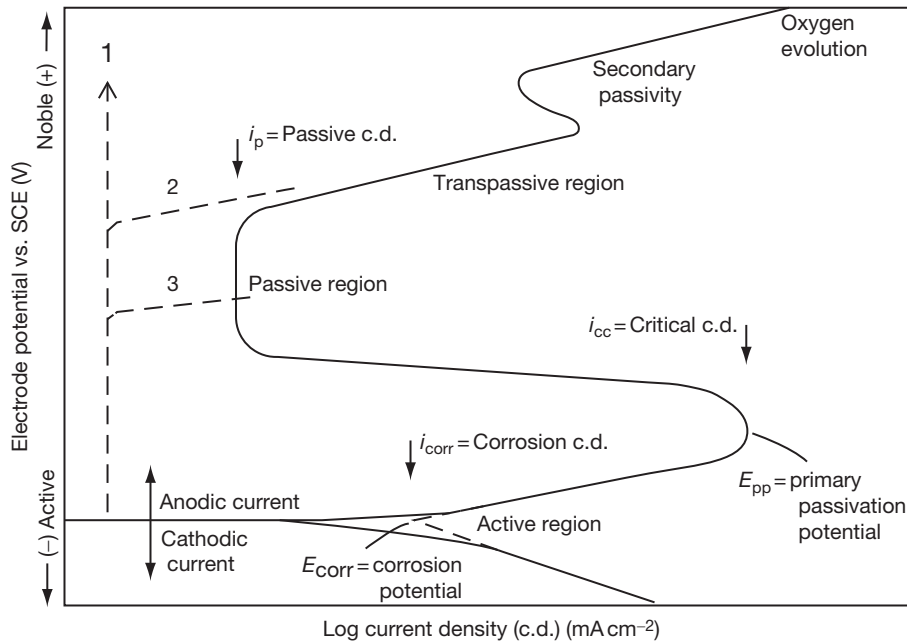 Oxygen
evolution
1
Secondary
passivity
Noble (+)
i_p = Passive c.d.
2
Transpassive region
Electrode potential vs. SCE (V)
3
Passive region
i_cc = Critical c.d.
i_corr = Corrosion c.d.
E_pp = primary
passivation
potential
(−) Active
Anodic current
Cathodic
current
Active region
E_corr = corrosion
potential
Log current density (c.d.) (mA cm⁻²)